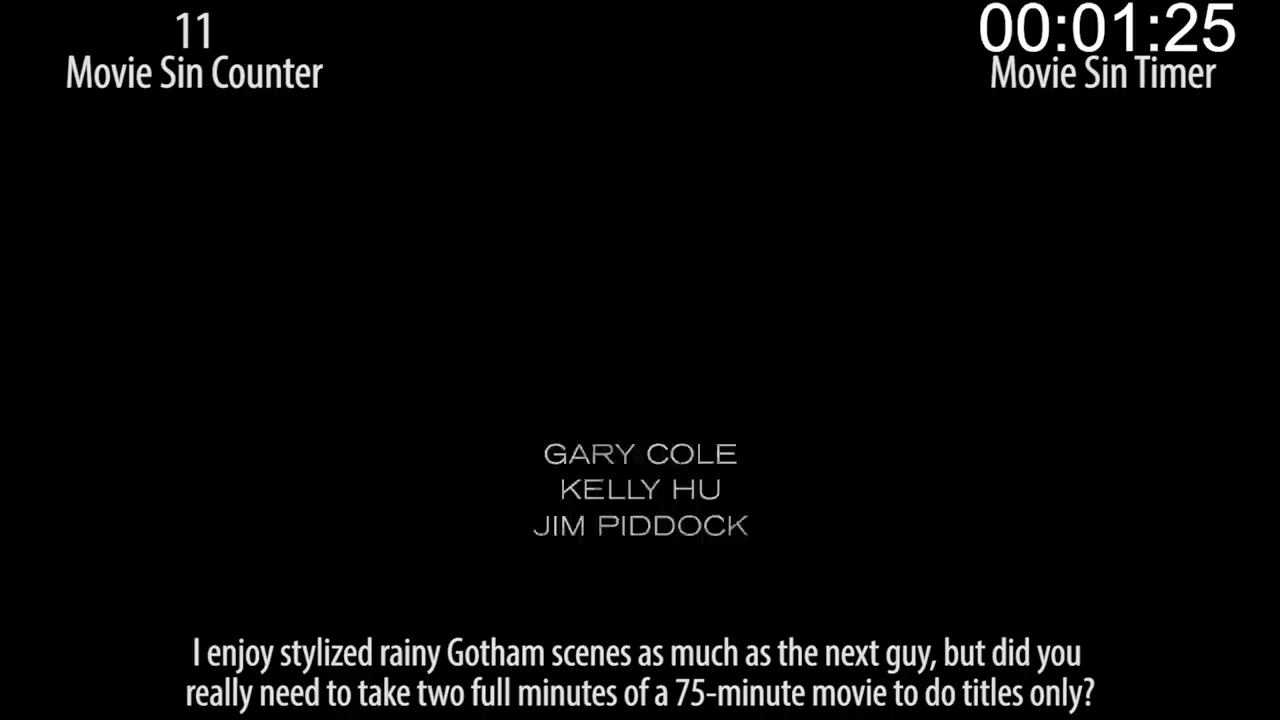 11
Movie Sin Counter
00:01:25
Movie Sin Timer
GARY COLE
KELLY HU
JIM PIDDOCK
I enjoy stylized rainy Gotham scenes as much as the next guy, but did you
really need to take two full minutes of a 75-minute movie to do titles only?